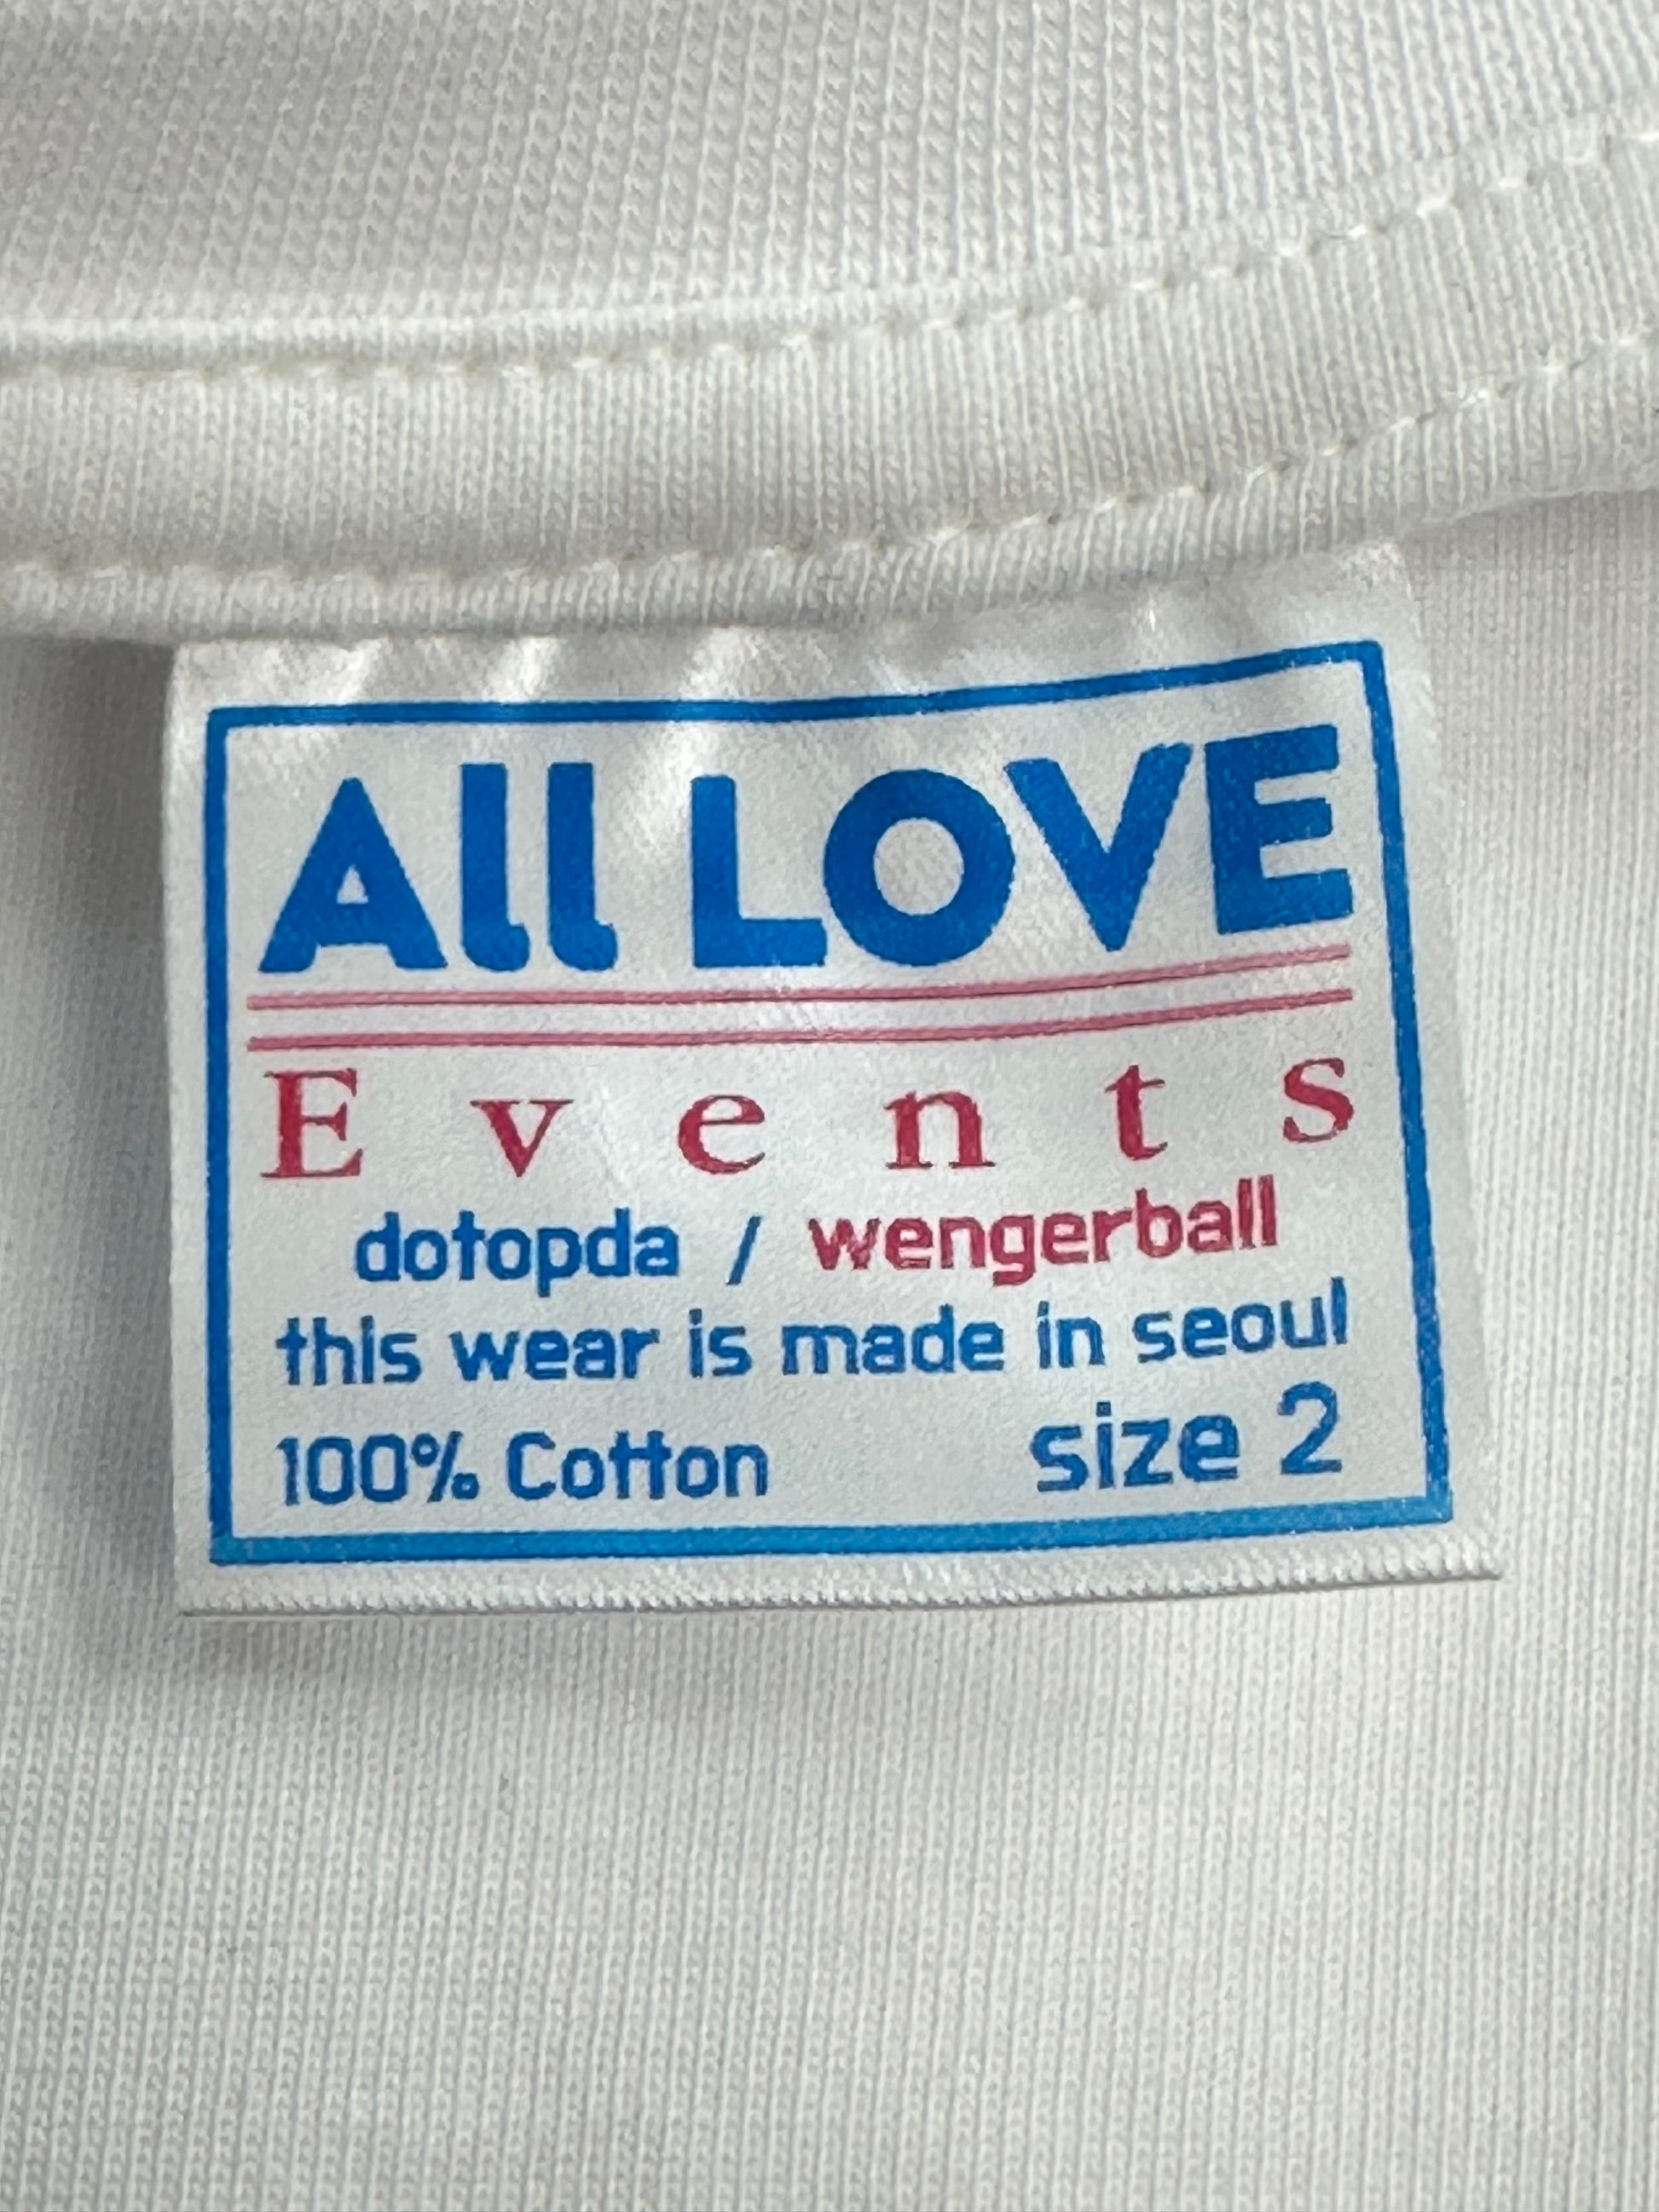 All LOVE
Events
dotopda / wengerball
this wear is made in seoul
100% Cotton size 2